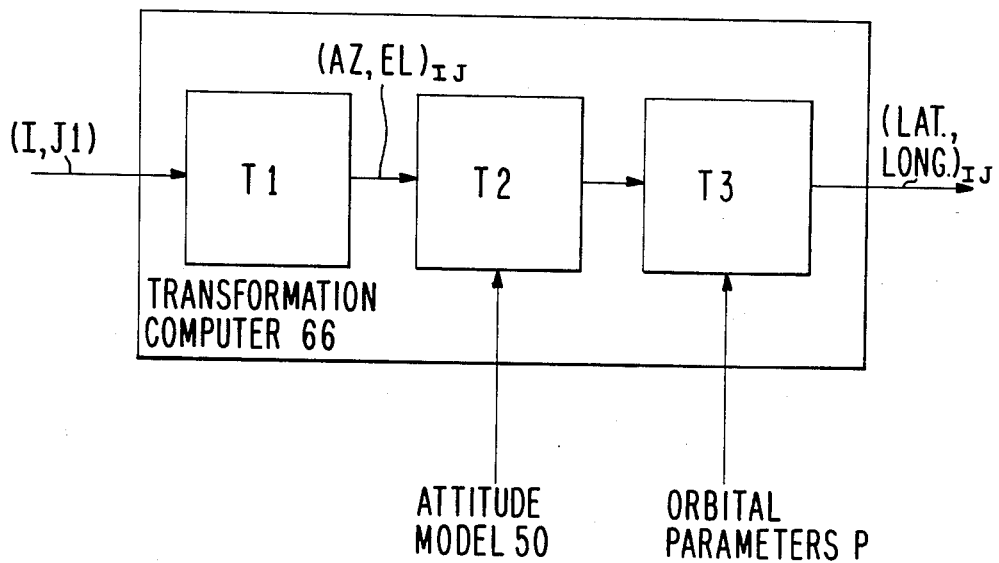 (AZ, EL)IJ
(I, J1)
(LAT.,
LONG.)IJ
T1
T2
T3
TRANSFORMATION
COMPUTER 66
ATTITUDE
MODEL 50
ORBITAL
PARAMETERS P